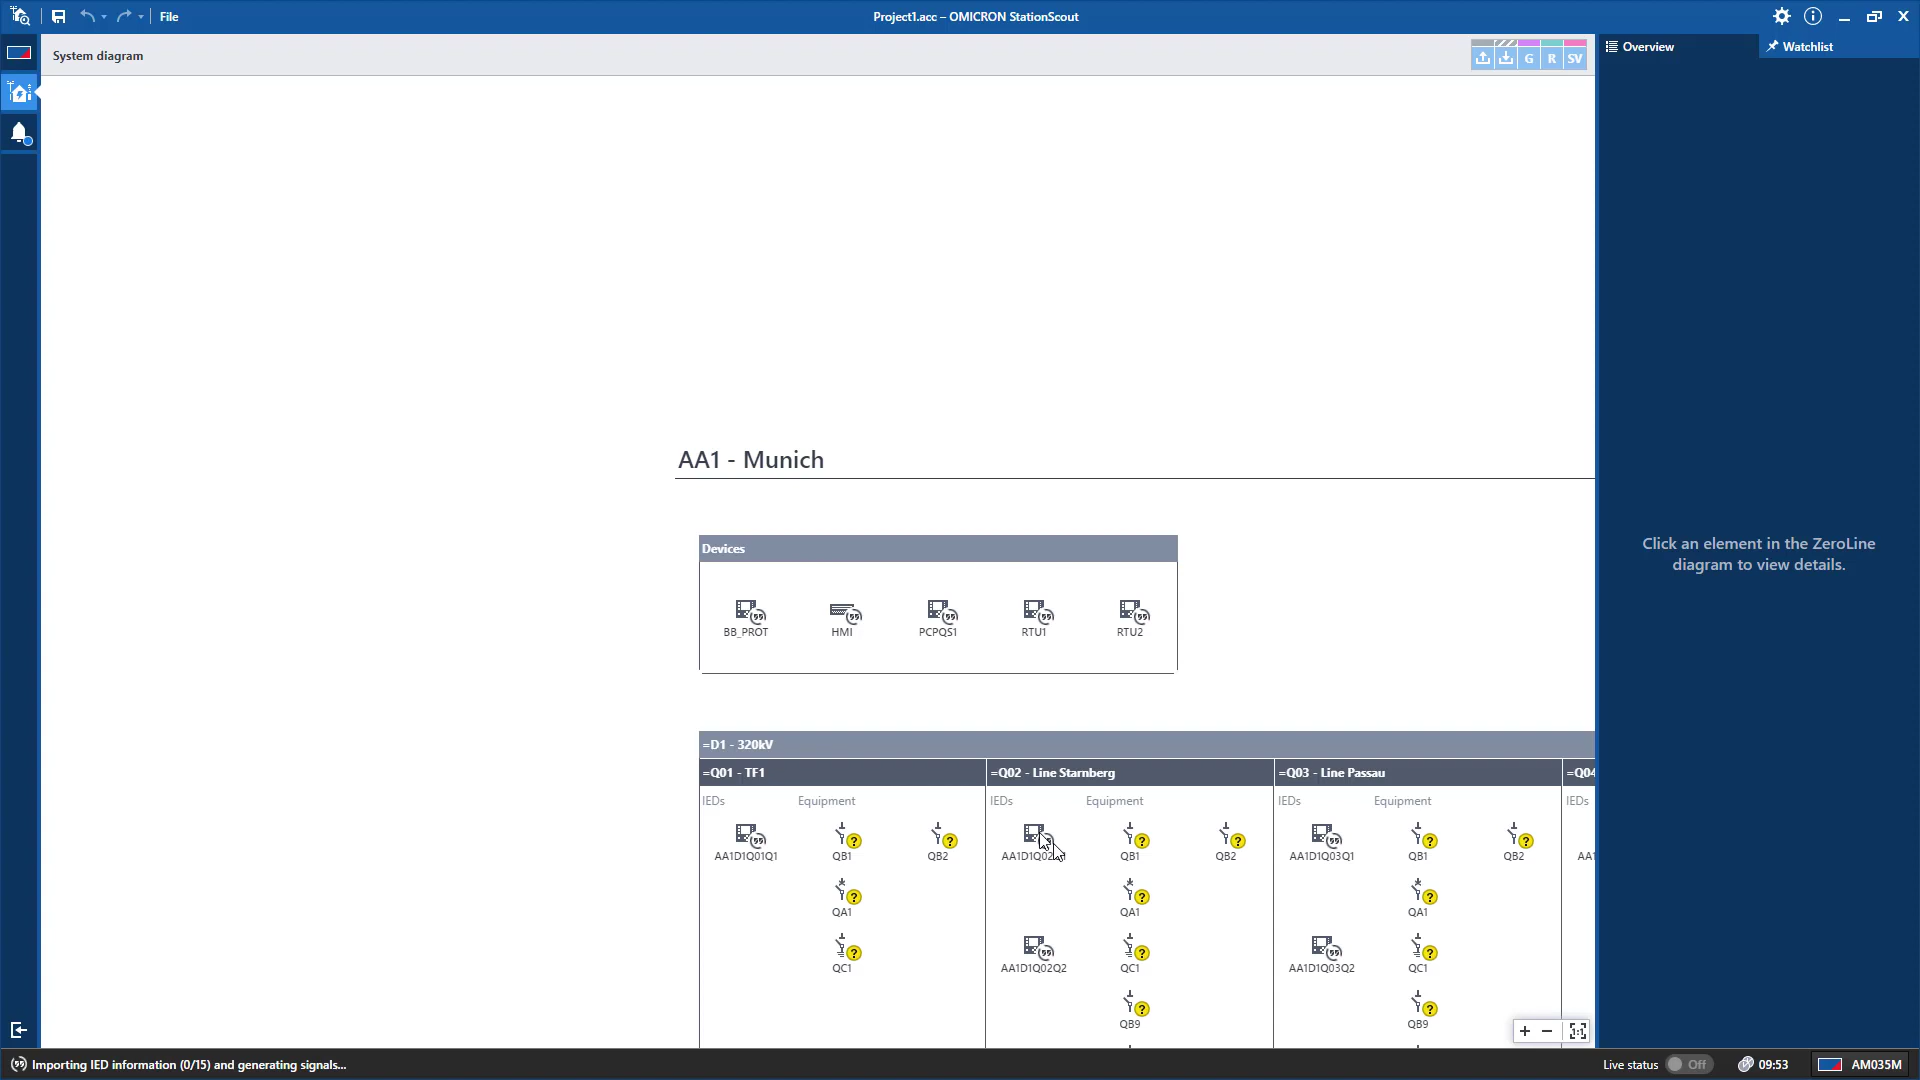 File
Project1.acc – OMICRON StationScout
System diagram
G R SV
Overview
Watchlist
AA1 - Munich
Devices
BB_PROT HMI PCPQS1 RTU1 RTU2
Click an element in the ZeroLine
diagram to view details.
=D1 - 320kV
=Q01 - TF1 =Q02 - Line Starnberg =Q03 - Line Passau =Q04
IEDs Equipment IEDs Equipment IEDs Equipment IEDs
AA1D1Q01Q1 QB1 QB2 AA1D1Q02 QB1 QB2 AA1D1Q03Q1 QB1 QB2 AA1
QA1 QA1 QA1
QC1 AA1D1Q02Q2 QC1 AA1D1Q03Q2 QC1
QB9 QB9
1:1
Importing IED information (0/15) and generating signals...
Live status Off 09:53 AM035M